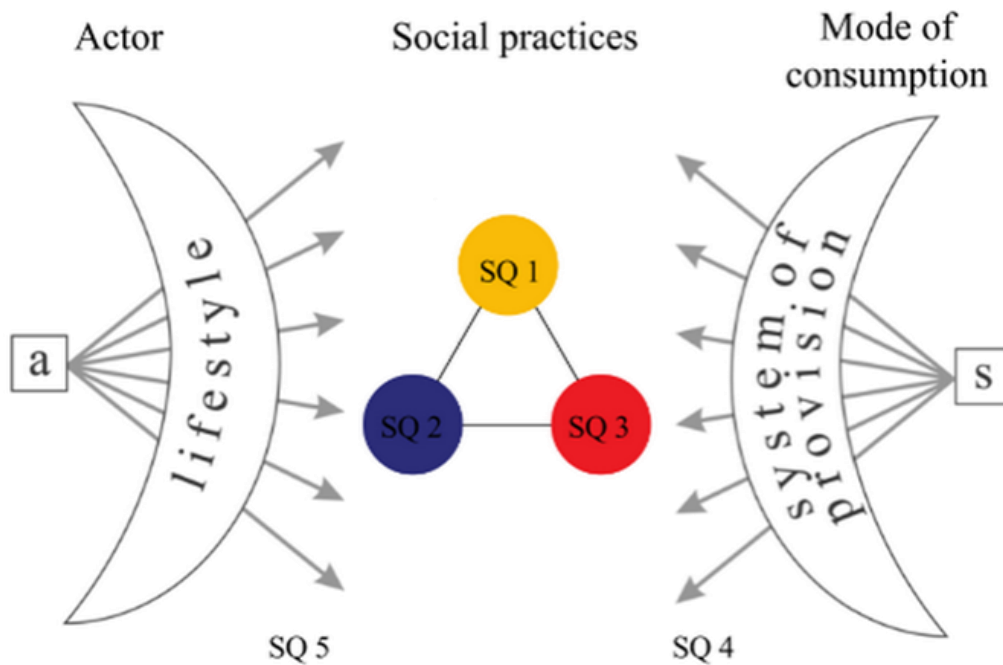 Actor
Social practices
Mode of
consumption
lifestyle
system of
provision
a
s
SQ 1
SQ 2
SQ 3
SQ 5
SQ 4